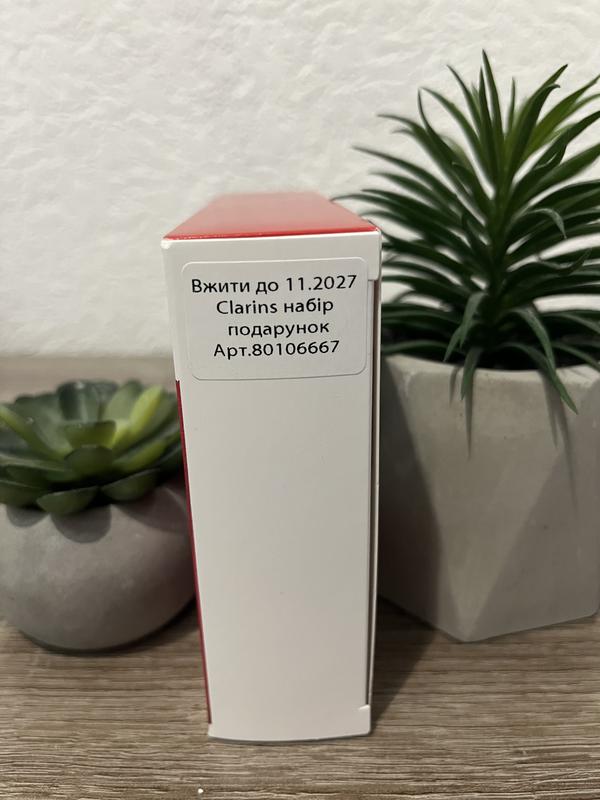 Вжити до 11.2027
Clarins набір
подарунок
Арт.80106667